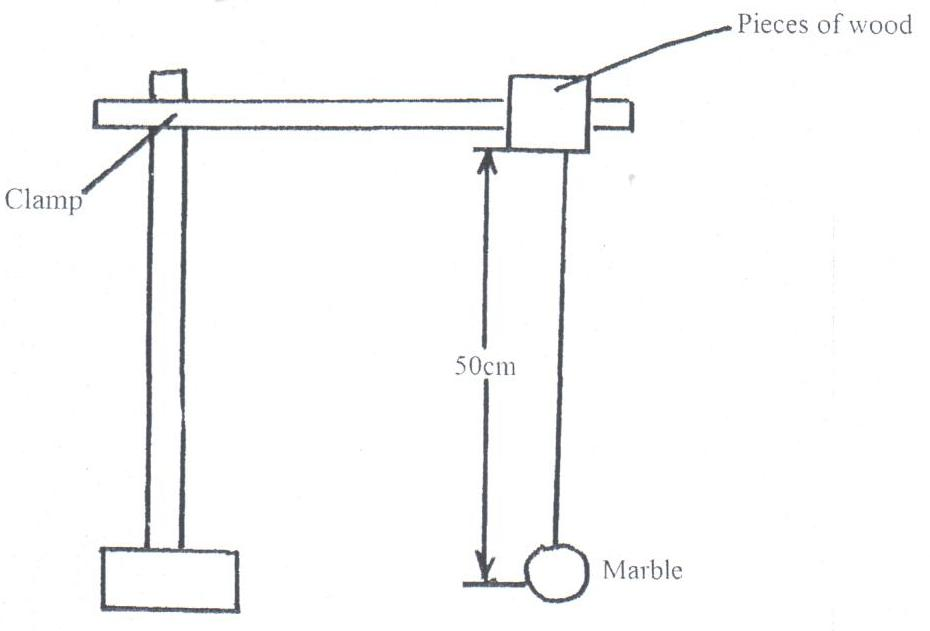 Pieces of wood
Clamp
50cm
Marble